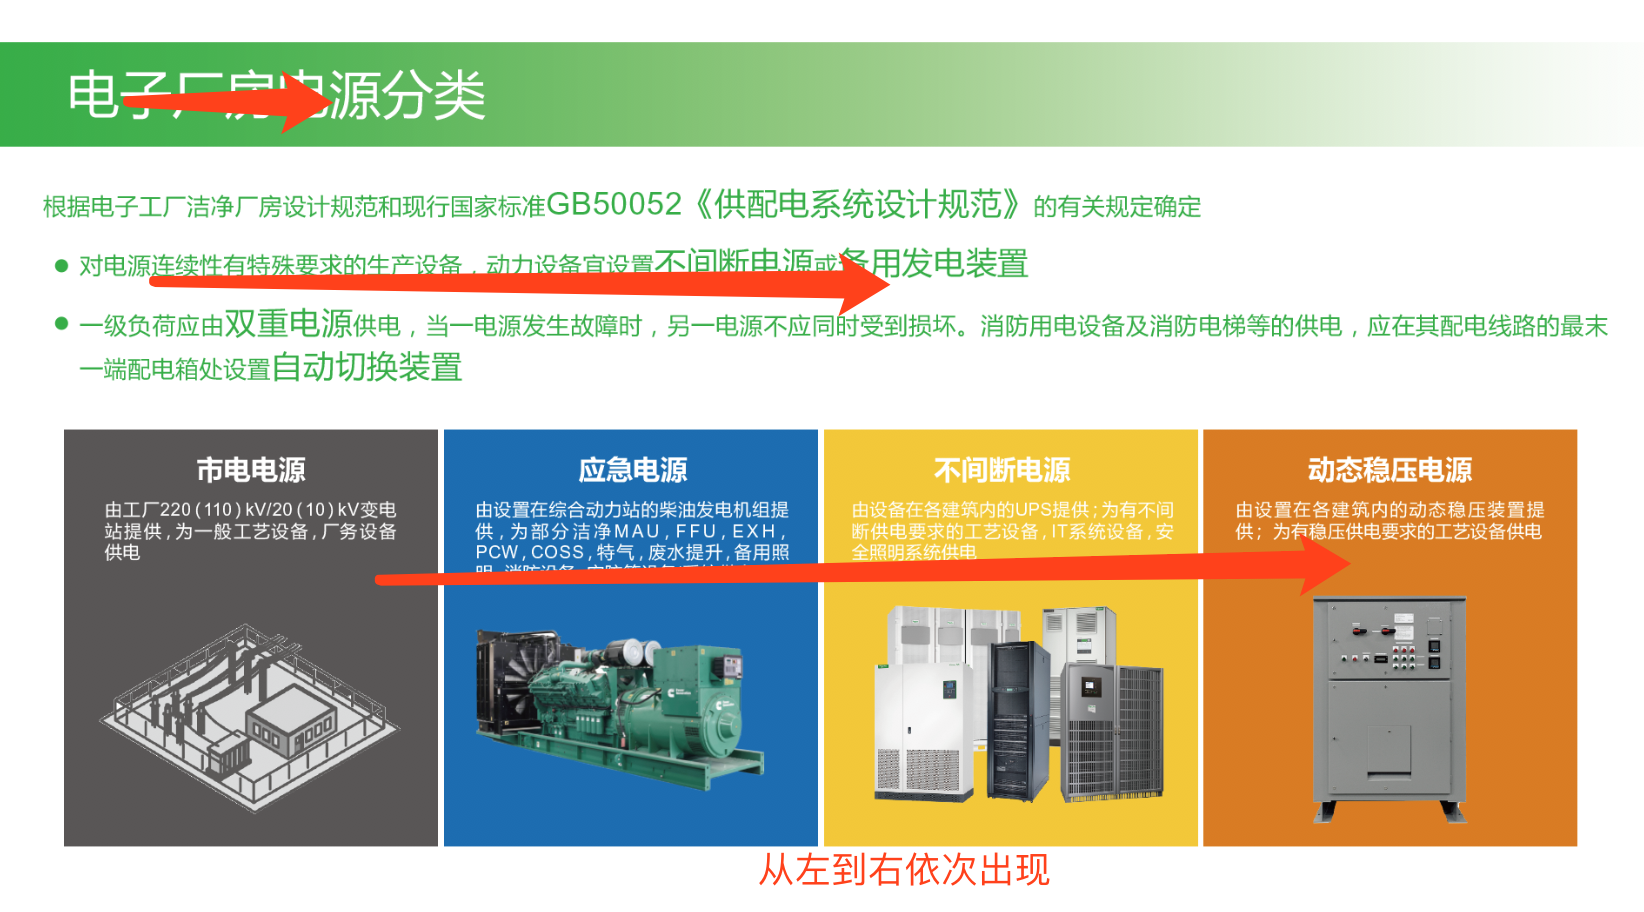 电子厂房电源分类
根据电子工厂洁净厂房设计规范和现行国家标准GB50052《供配电系统设计规范》的有关规定确定
对电源连续性有特殊要求的生产设备，动力设备宜设置不间断电源或备用发电装置
一级负荷应由双重电源供电，当一电源发生故障时，另一电源不应同时受到损坏。消防用电设备及消防电梯等的供电，应在其配电线路的最末
一端配电箱处设置自动切换装置
市电电源
由工厂220(110)kV/20(10)kV变电
站提供,为一般工艺设备,厂务设备
供电
应急电源
由设置在综合动力站的柴油发电机组提
供,为部分洁净MAU,FFU,EXH,
PCW,COSS,特气,废水提升,备用照
明,消防设备
不间断电源
由设备在各建筑内的UPS提供;为有不间
断供电要求的工艺设备,IT系统设备,安
全照明系统供电
动态稳压电源
由设置在各建筑内的动态稳压装置提
供；为有稳压供电要求的工艺设备供电
从左到右依次出现